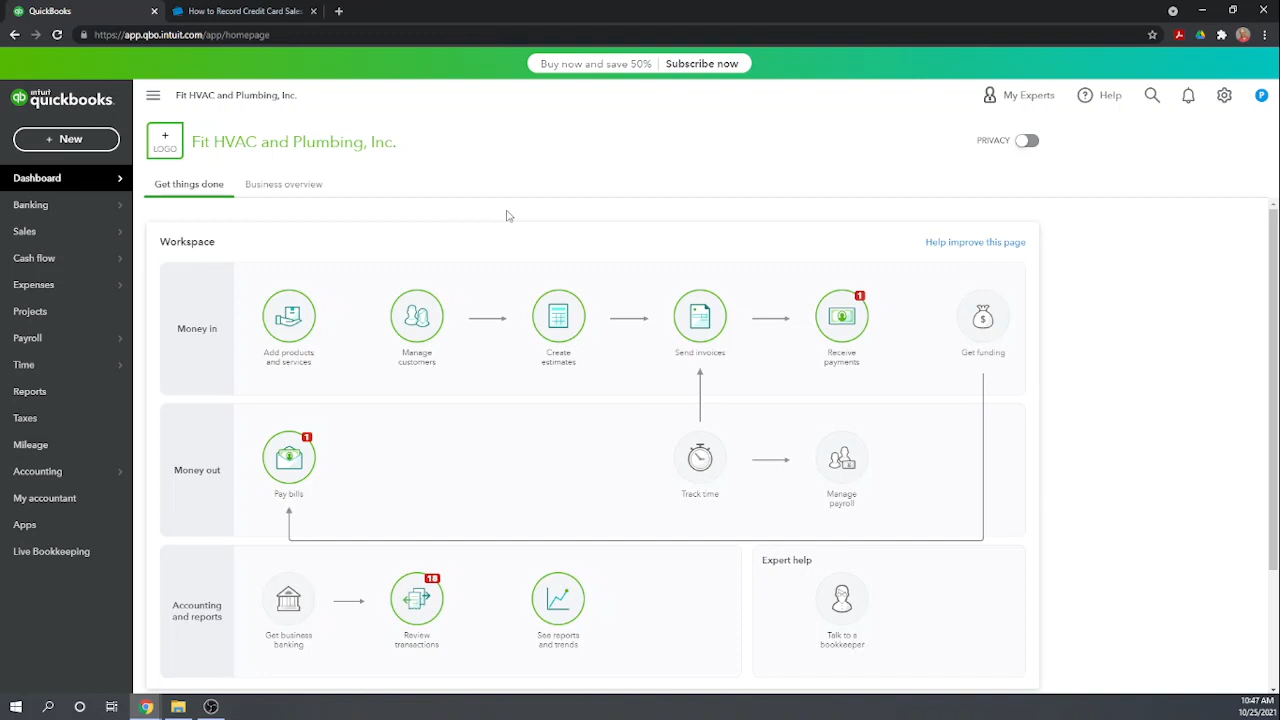 QuickBooks
How to Record Credit Card Sales
https://app.qbo.intuit.com/app/homepage
Buy now and save 50% | Subscribe now
intuit
quickbooks.
Fit HVAC and Plumbing, Inc.
My Experts
Help
P
+ New
+
LOGO
Fit HVAC and Plumbing, Inc.
PRIVACY
Dashboard
Banking
Sales
Cash flow
Expenses
Projects
Payroll
Time
Reports
Taxes
Mileage
Accounting
My accountant
Apps
Live Bookkeeping
Get things done
Business overview
Workspace
Help improve this page
Money in
Add products
and services
Manage
customers
Create
estimates
Send invoices
1
Receive
payments
Get funding
Money out
1
Pay bills
Track time
Manage
payroll
Accounting
and reports
Get business
banking
18
Review
transactions
See reports
and trends
Expert help
Talk to a
bookkeeper
10:47 AM
10/25/2021